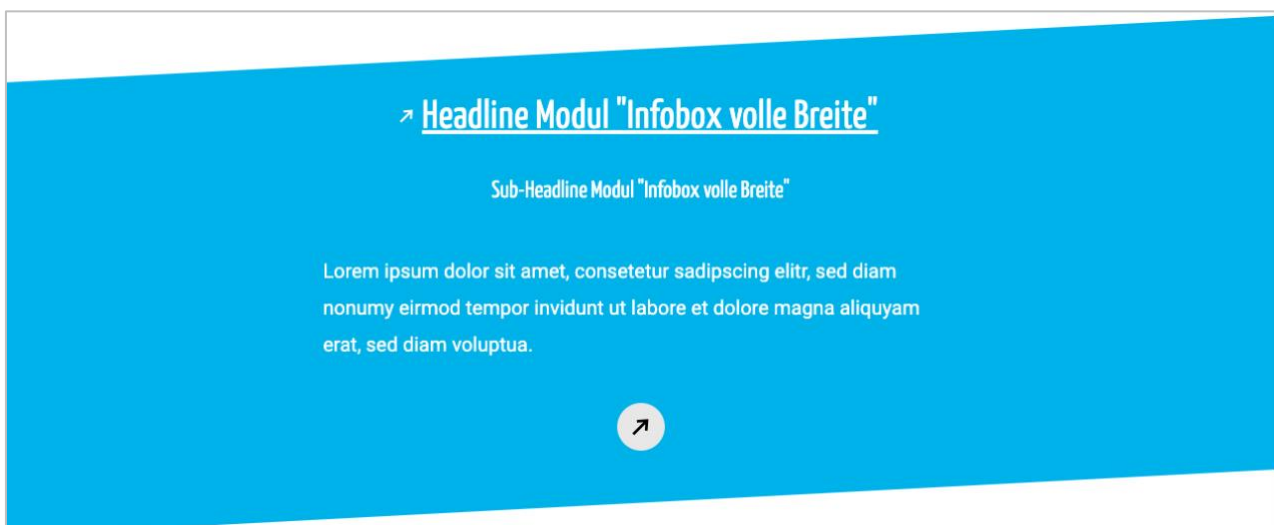 Headline Modul "Infobox volle Breite"
Sub-Headline Modul "Infobox volle Breite"
Lorem ipsum dolor sit amet, consetetur sadipscing elitr, sed diam
nonumy eirmod tempor invidunt ut labore et dolore magna aliquyam
erat, sed diam voluptua.